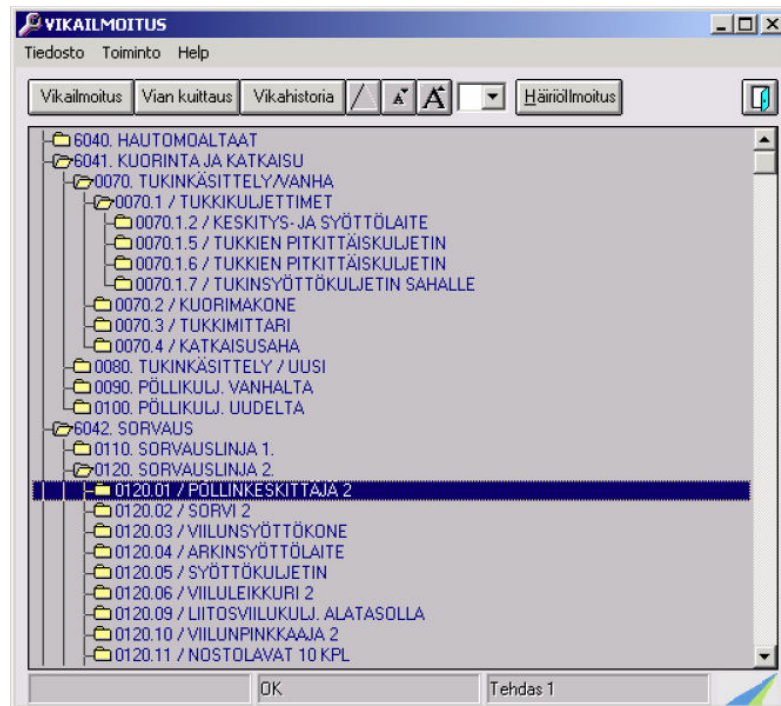 VIKAILMOITUS
Tiedosto Toiminto Help
Vikailmoitus Vian kuittaus Vikahistoria A A Häiriöllmoitus
6040. HAUTOMOALTAAT
6041. KUORINTA JA KATKAISU
0070. TUKINKÄSITTELY/VANHA
0070.1 / TUKKIKULJETTIMET
0070.1.2 / KESKITYS- JA SYÖTTÖLAITE
0070.1.5 / TUKKIEN PITKITTÄISKULJETIN
0070.1.6 / TUKKIEN PITKITTÄISKULJETIN
0070.1.7 / TUKINSYÖTTÖKULJETIN SAHALLE
0070.2 / KUORIMAKONE
0070.3 / TUKKIMITTARI
0070.4 / KATKAISUSAHA
0080. TUKINKÄSITTELY / UUSI
0090. PÖLLIKULJ. VANHALTA
0100. PÖLLIKULJ. UUDELTA
6042. SORVAUS
0110. SORVAUSLINJA 1.
0120. SORVAUSLINJA 2.
0120.01 / PÖLLINKESKITTÄJÄ 2
0120.02 / SORVI 2
0120.03 / VIILUNSYÖTTÖKONE
0120.04 / ARKINSYÖTTÖLAITE
0120.05 / SYÖTTÖKULJETIN
0120.06 / VIILULEIKKURI 2
0120.09 / LIITOSVIILUKULJ. ALATASOLLA
0120.10 / VIILUNPINKKAAJA 2
0120.11 / NOSTOLAVAT 10 KPL
OK Tehdas 1